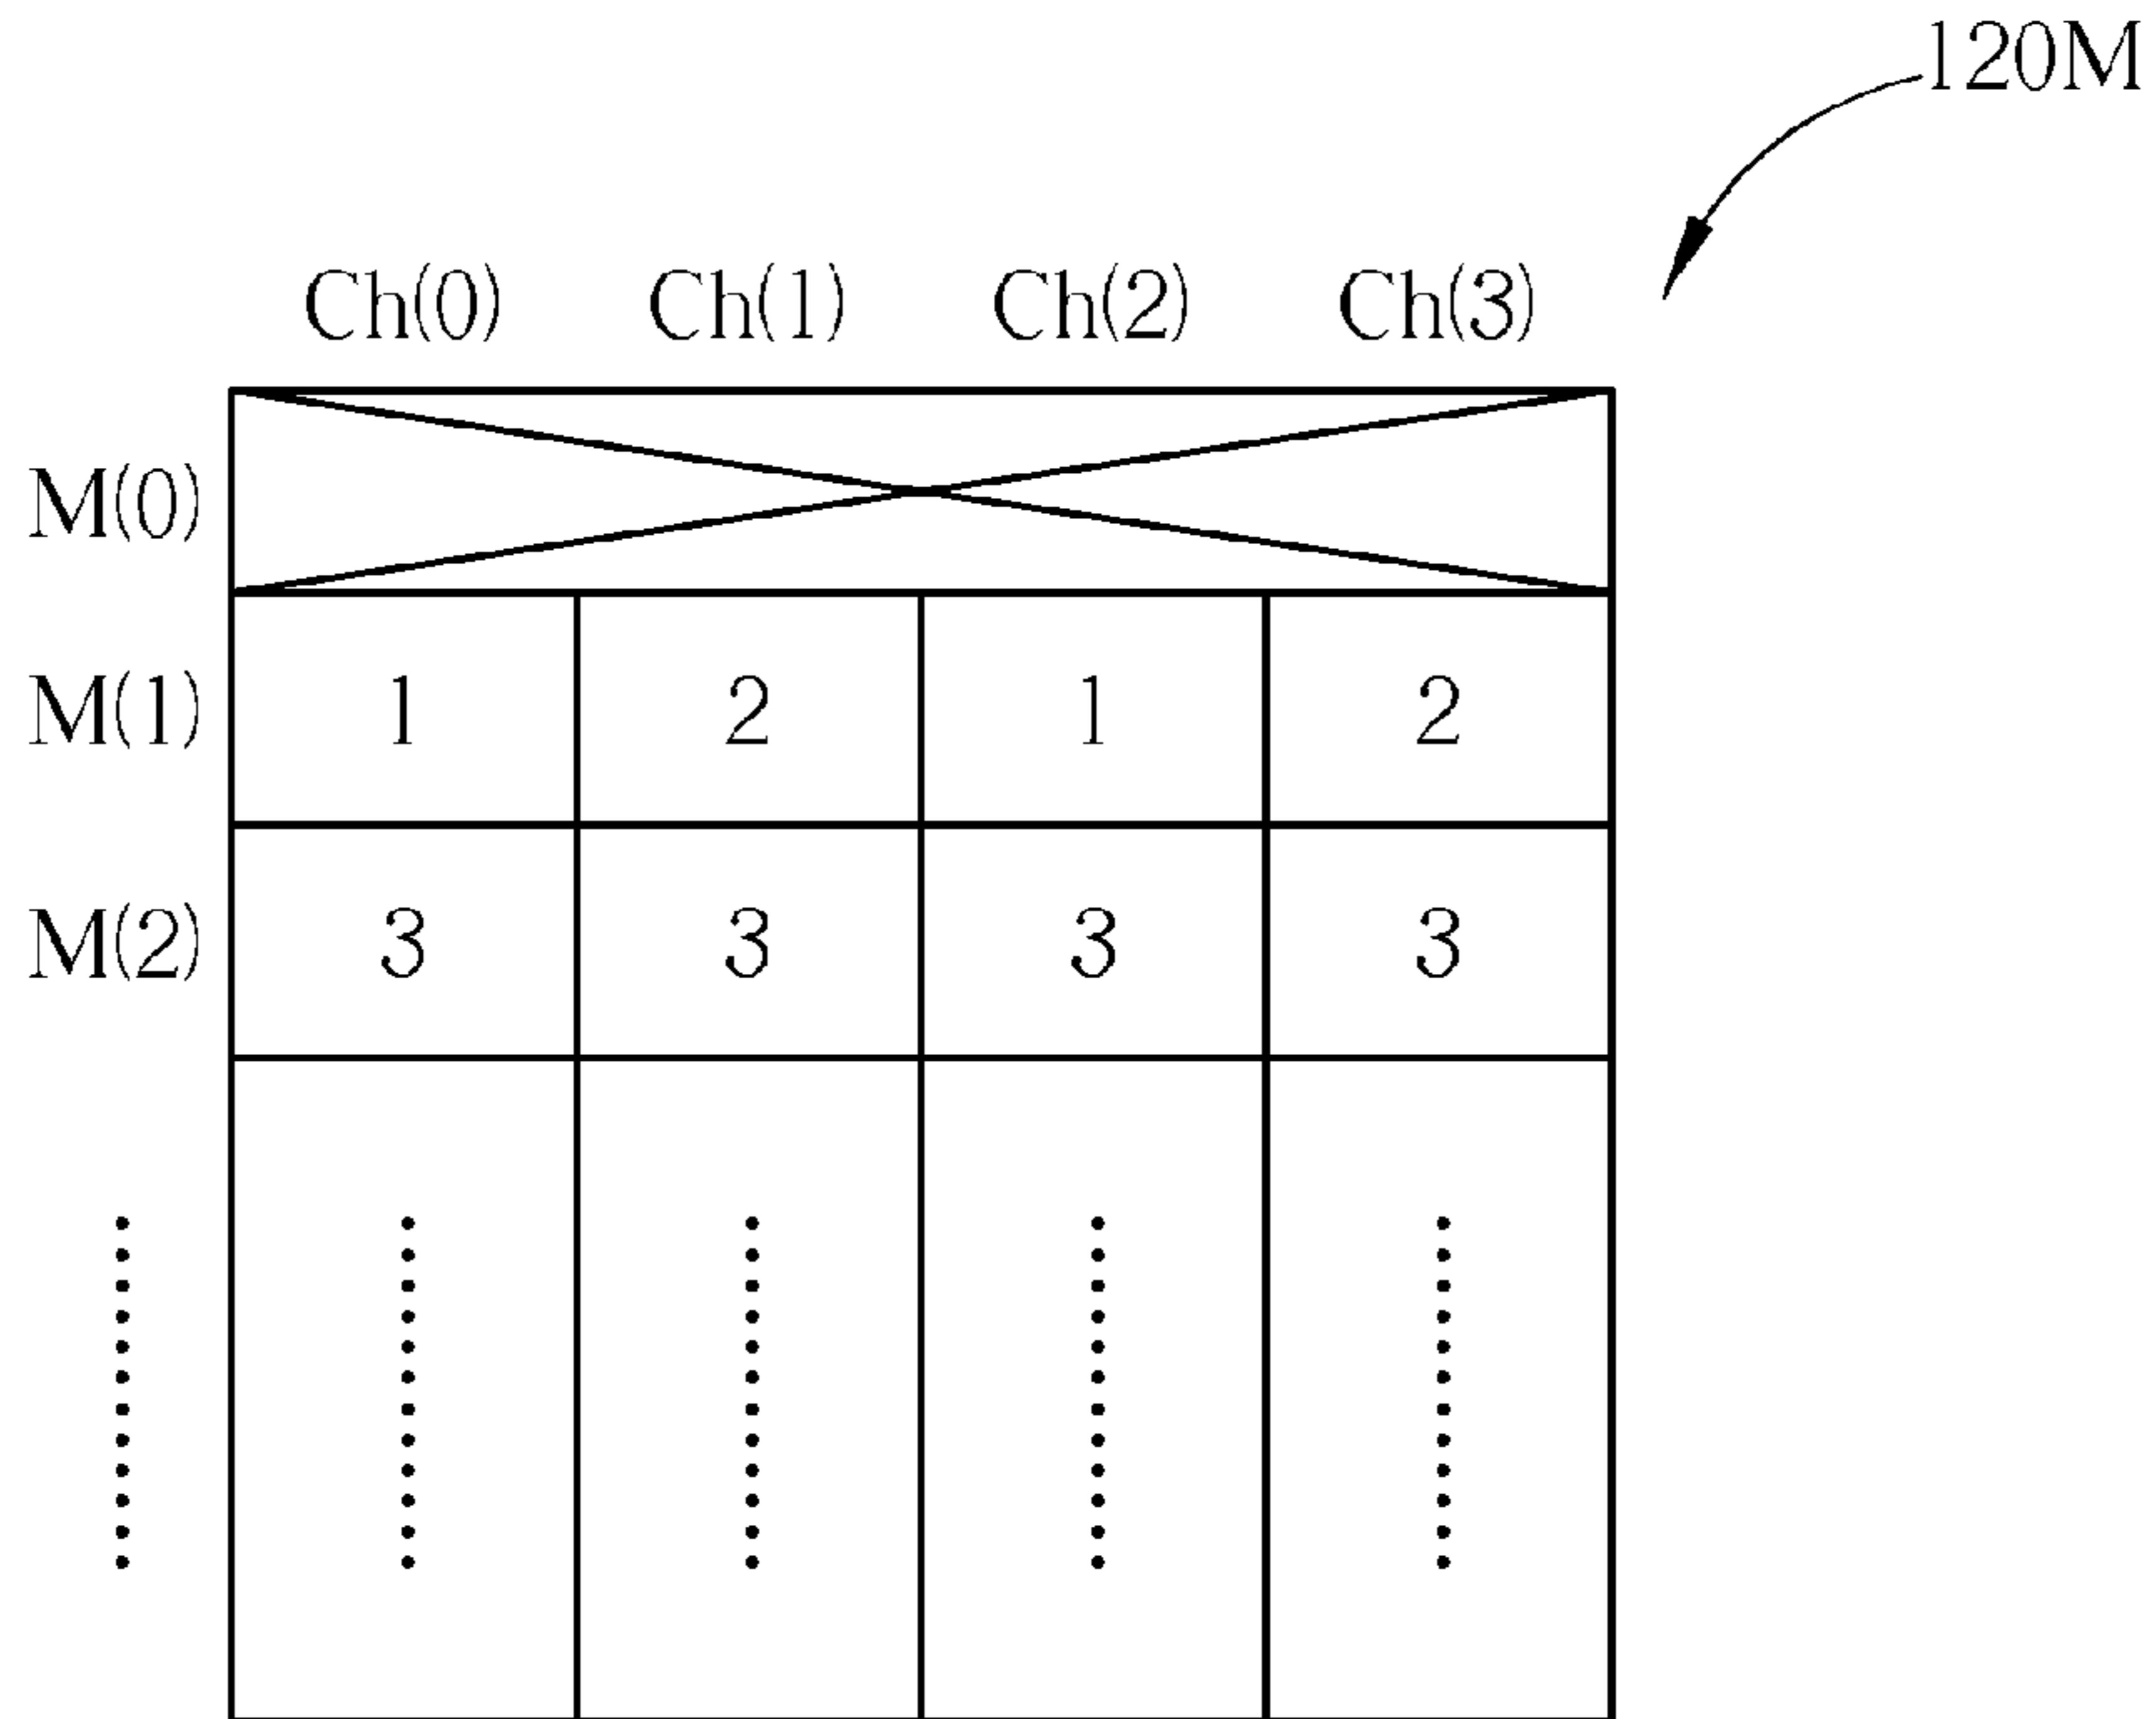 120M
Ch(0) Ch(1) Ch(2) Ch(3)
M(0)
M(1) 1 2 1 2
M(2) 3 3 3 3